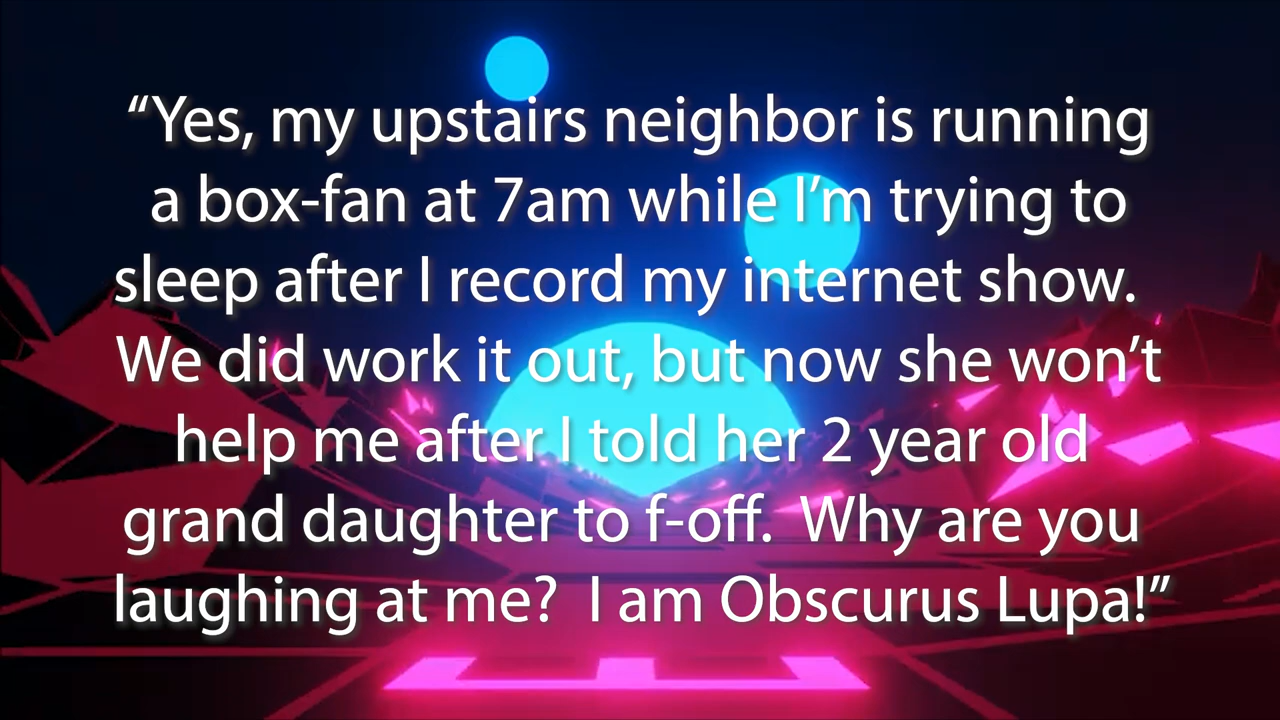 “Yes, my upstairs neighbor is running
a box-fan at 7am while I’m trying to
sleep after I record my internet show.
We did work it out, but now she won’t
help me after I told her 2 year old
grand daughter to f-off.  Why are you
laughing at me?  I am Obscurus Lupa!”